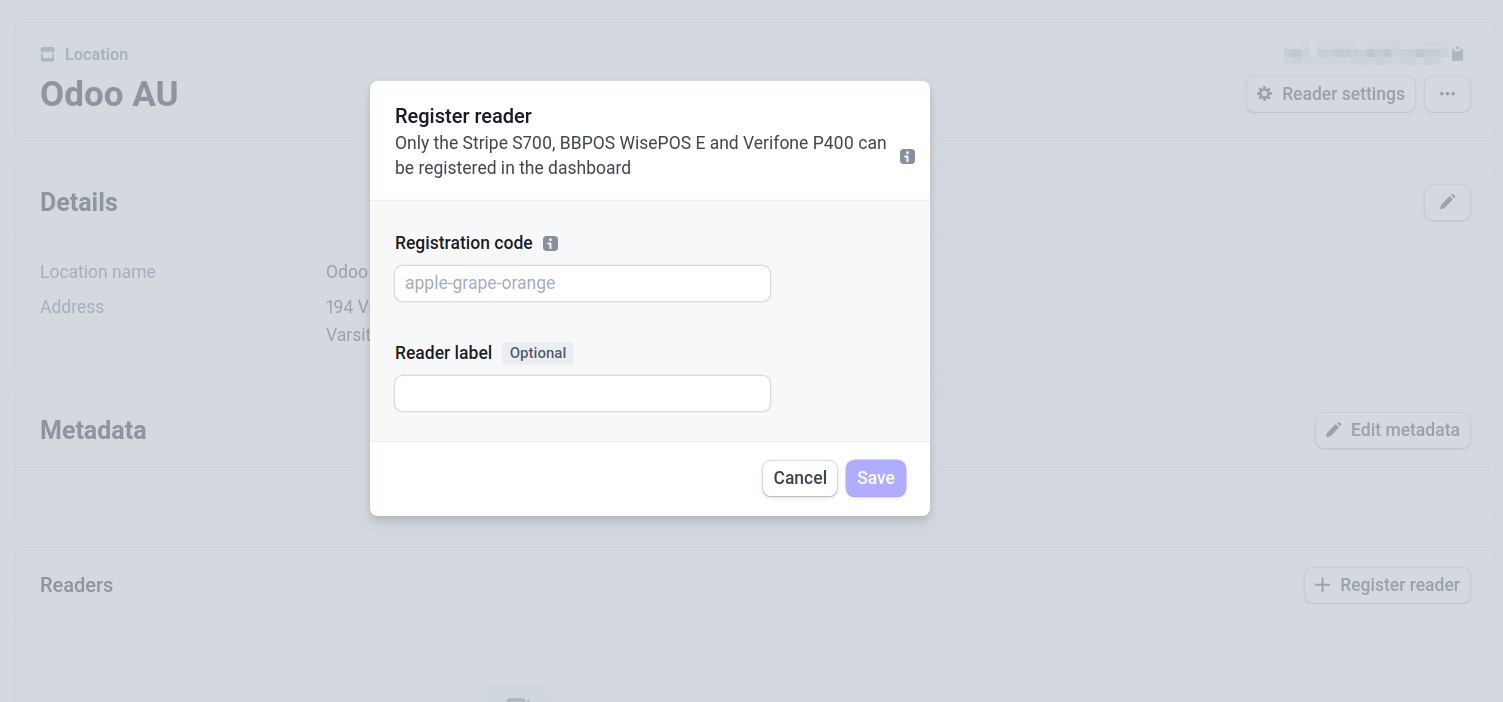 Location
Odoo AU
Reader settings
Register reader
Only the Stripe S700, BBPOS WisePOS E and Verifone P400 can
be registered in the dashboard
Details
Registration code
Location name
Odoo
apple-grape-orange
Address
194
Reader label Optional
Metadata
Edit metadata
Cancel
Save
Readers
Register reader